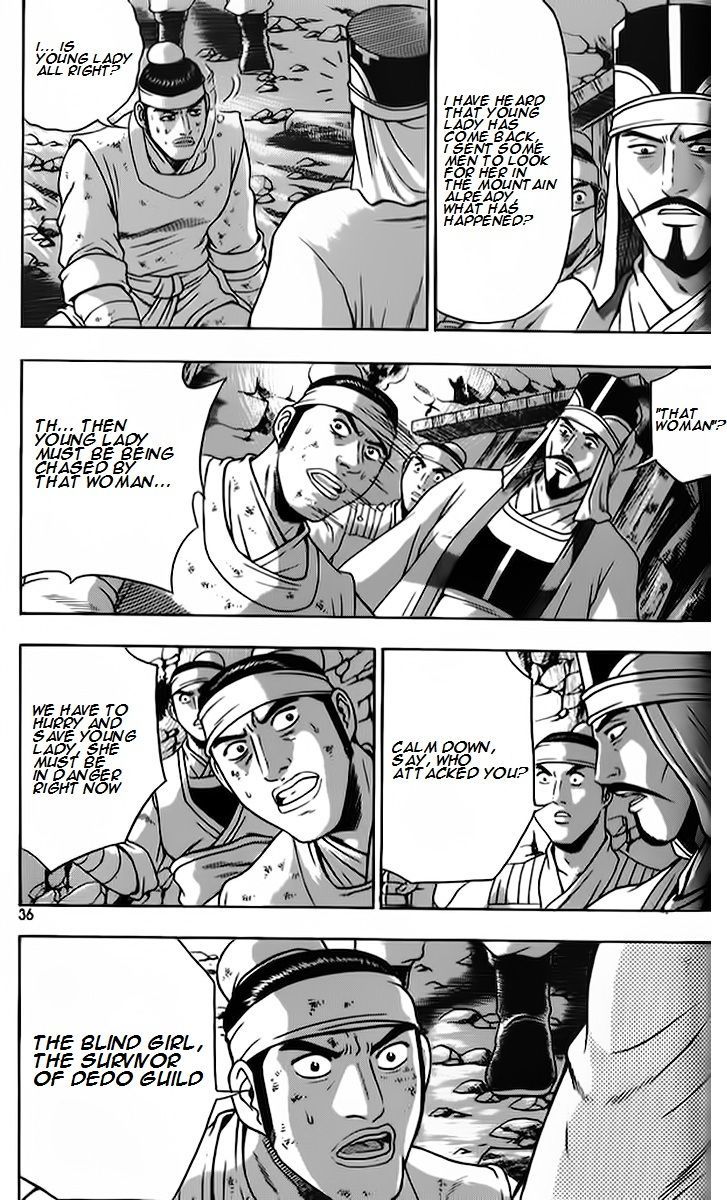 I... IS
YOUNG LADY
ALL RIGHT?
I HAVE HEARD
THAT YOUNG
LADY HAS
COME BACK,
I SENT SOME
MEN TO LOOK
FOR HER IN
THE MOUNTAIN
ALREADY,
WHAT HAS
HAPPENED?
TH... THEN
YOUNG LADY
MUST BE BEING
CHASED BY
THAT WOMAN...
"THAT
WOMAN"?
WE HAVE TO
HURRY AND
SAVE YOUNG
LADY, SHE
MUST BE
IN DANGER
RIGHT NOW
CALM DOWN,
SAY, WHO
ATTACKED YOU?
36
THE BLIND GIRL,
THE SURVIVOR
OF DEDO GUILD